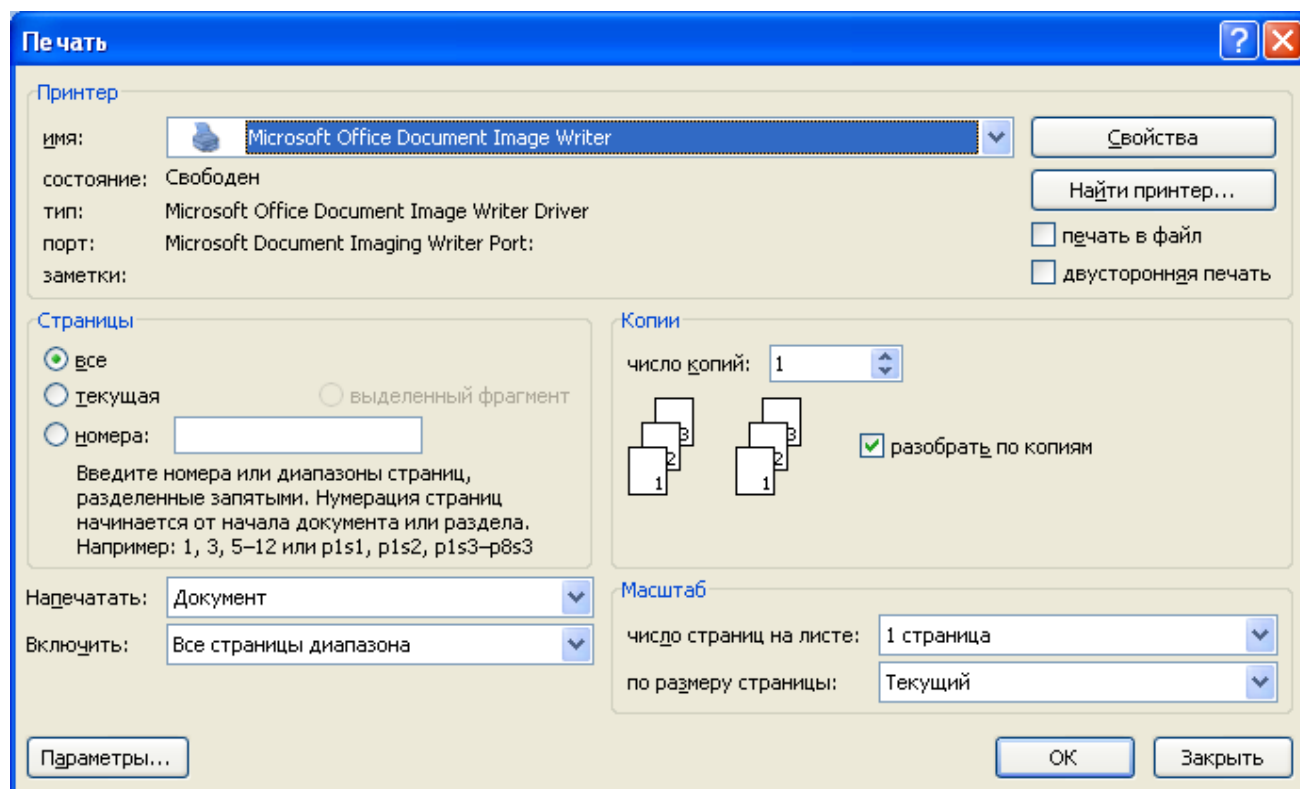 Печать
Принтер
имя: Microsoft Office Document Image Writer Свойства
состояние: Свободен Найти принтер...
тип: Microsoft Office Document Image Writer Driver
порт: Microsoft Document Imaging Writer Port: печать в файл
заметки: двусторонняя печать
Страницы
все
текущая выделенный фрагмент
номера:
Введите номера или диапазоны страниц,
разделенные запятыми. Нумерация страниц
начинается от начала документа или раздела.
Например: 1, 3, 5–12 или p1s1, p1s2, p1s3–p8s3
Копии
число копий: 1
3 3
2 2
1 1
разобрать по копиям
Напечатать: Документ
Включить: Все страницы диапазона
Масштаб
число страниц на листе: 1 страница
по размеру страницы: Текущий
Параметры... ОК Закрыть